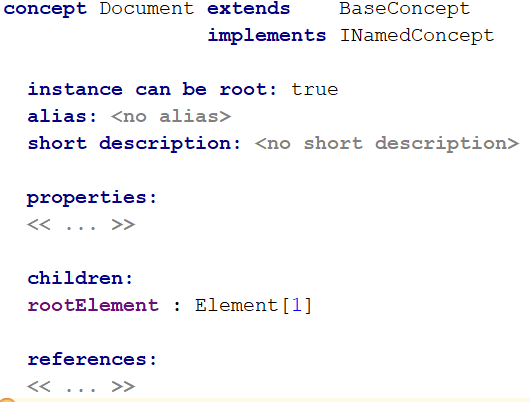 concept Document extends BaseConcept
implements INamedConcept
instance can be root: true
alias: <no alias>
short description: <no short description>
properties:
<< ... >>
children:
rootElement : Element[1]
references:
<< ... >>